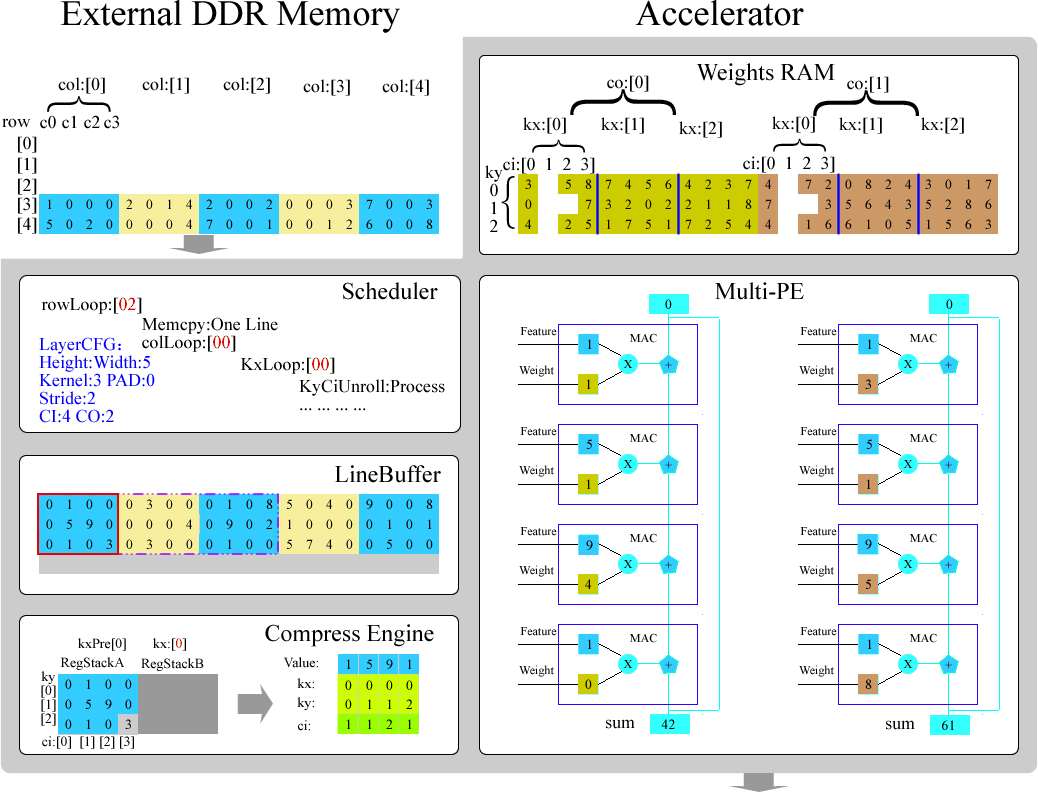 External DDR Memory
Accelerator
col:[0] col:[1] col:[2] col:[3] col:[4]
row c0 c1 c2 c3
[0]
[1]
[2]
[3] 1 0 0 0 2 0 1 4 2 0 0 2 0 0 0 3 7 0 0 3
[4] 5 0 2 0 0 0 0 4 7 0 0 1 0 0 1 2 6 0 0 8
Weights RAM
co:[0] co:[1]
kx:[0] kx:[1] kx:[2] kx:[0] kx:[1] kx:[2]
ci:[0 1 2 3] ci:[0 1 2 3]
ky
0 3 5 8 7 4 5 6 4 2 3 7 4 7 2 0 8 2 4 3 0 1 7
1 0 7 3 2 0 2 2 1 1 8 7 3 5 6 4 3 5 2 8 6
2 4 2 5 1 7 5 1 7 2 5 4 4 1 6 6 1 0 5 1 5 6 3
Scheduler
rowLoop:[02]
Memcpy:One Line
LayerCFG： colLoop:[00]
Height:Width:5 KxLoop:[00]
Kernel:3 PAD:0 KyCiUnroll:Process
Stride:2 ... ... ... ...
CI:4 CO:2
LineBuffer
0 1 0 0 0 3 0 0 0 1 0 8 5 0 4 0 9 0 0 8
0 5 9 0 0 0 0 4 0 9 0 2 1 0 0 0 0 1 0 1
0 1 0 3 0 3 0 0 0 1 0 0 5 7 4 0 0 5 0 0
Compress Engine
kxPre[0] kx:[0]
RegStackA RegStackB
ky
[0] 0 1 0 0
[1] 0 5 9 0
[2] 0 1 0 3
ci:[0] [1] [2] [3]
Value: 1 5 9 1
kx: 0 0 0 0
ky: 0 1 1 2
ci: 1 1 2 1
Multi-PE
0
Feature 1 MAC
X +
Weight 1
Feature 5 MAC
X +
Weight 1
Feature 9 MAC
X +
Weight 4
Feature 1 MAC
X +
Weight 0
sum 42
0
Feature 1 MAC
X +
Weight 3
Feature 5 MAC
X +
Weight 1
Feature 9 MAC
X +
Weight 5
Feature 1 MAC
X +
Weight 8
sum 61